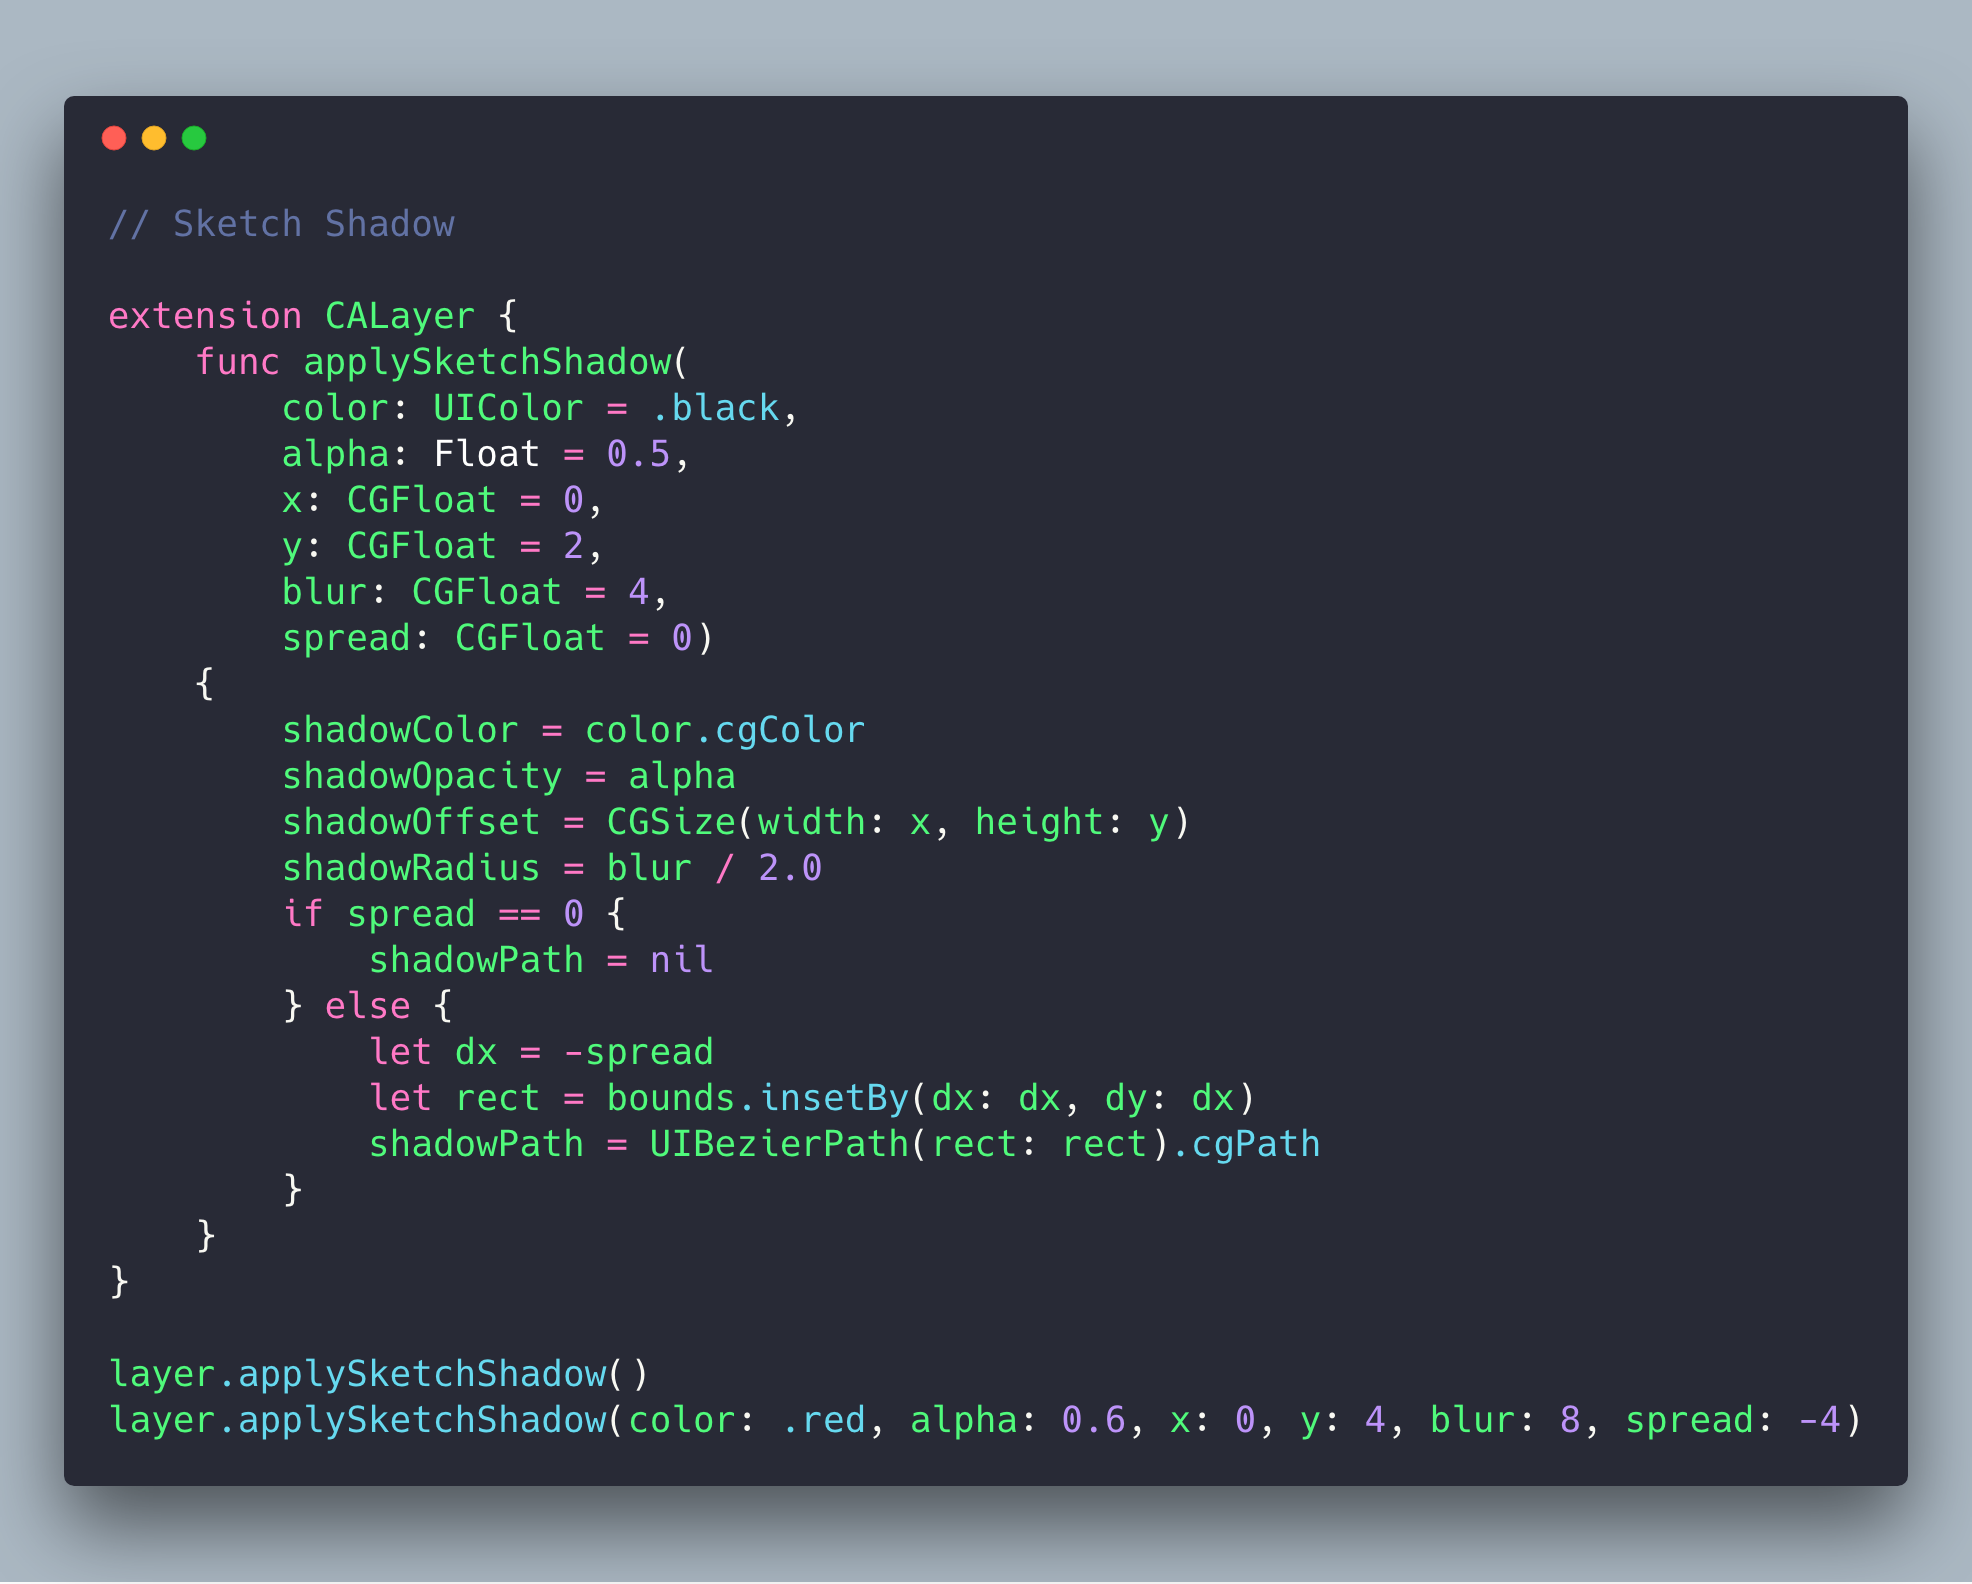 // Sketch Shadow

extension CALayer {
    func applySketchShadow(
        color: UIColor = .black,
        alpha: Float = 0.5,
        x: CGFloat = 0,
        y: CGFloat = 2,
        blur: CGFloat = 4,
        spread: CGFloat = 0)
    {
        shadowColor = color.cgColor
        shadowOpacity = alpha
        shadowOffset = CGSize(width: x, height: y)
        shadowRadius = blur / 2.0
        if spread == 0 {
            shadowPath = nil
        } else {
            let dx = -spread
            let rect = bounds.insetBy(dx: dx, dy: dx)
            shadowPath = UIBezierPath(rect: rect).cgPath
        }
    }
}

layer.applySketchShadow()
layer.applySketchShadow(color: .red, alpha: 0.6, x: 0, y: 4, blur: 8, spread: -4)